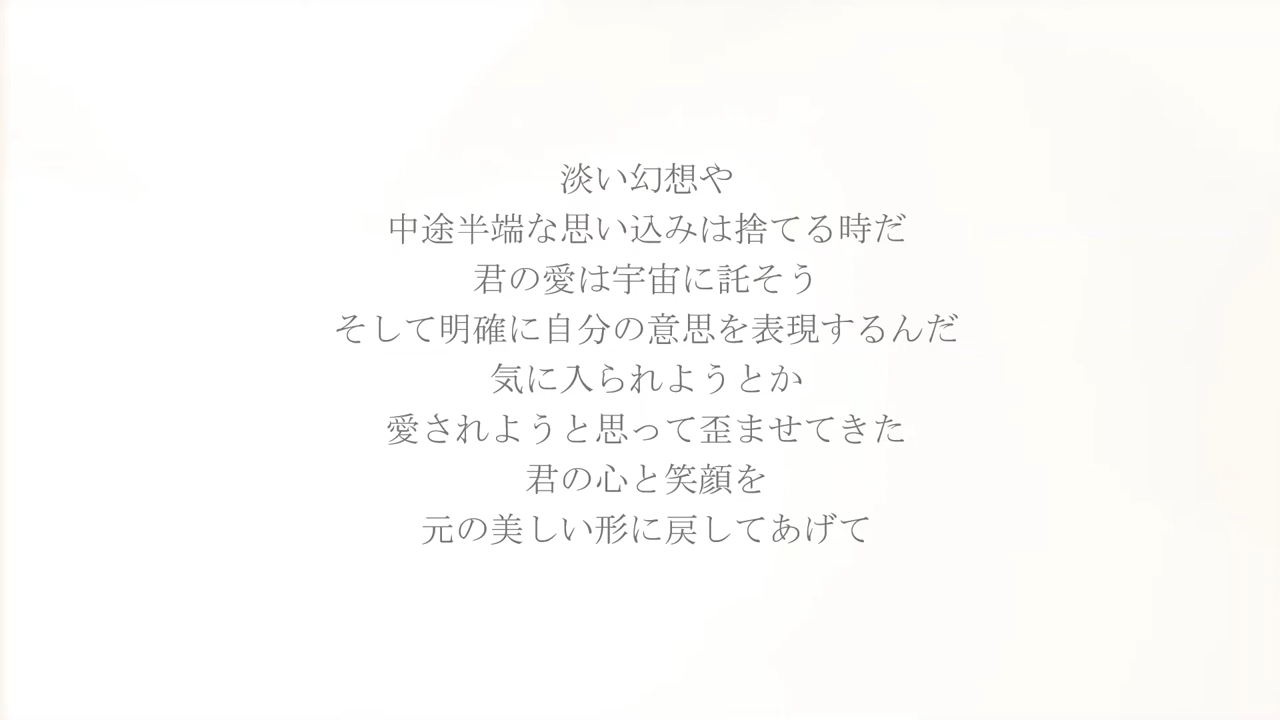 淡い幻想や
中途半端な思い込みは捨てる時だ
君の愛は宇宙に託そう
そして明確に自分の意思を表現するんだ
気に入られようとか
愛されようと思って歪ませてきた
君の心と笑顔を
元の美しい形に戻してあげて